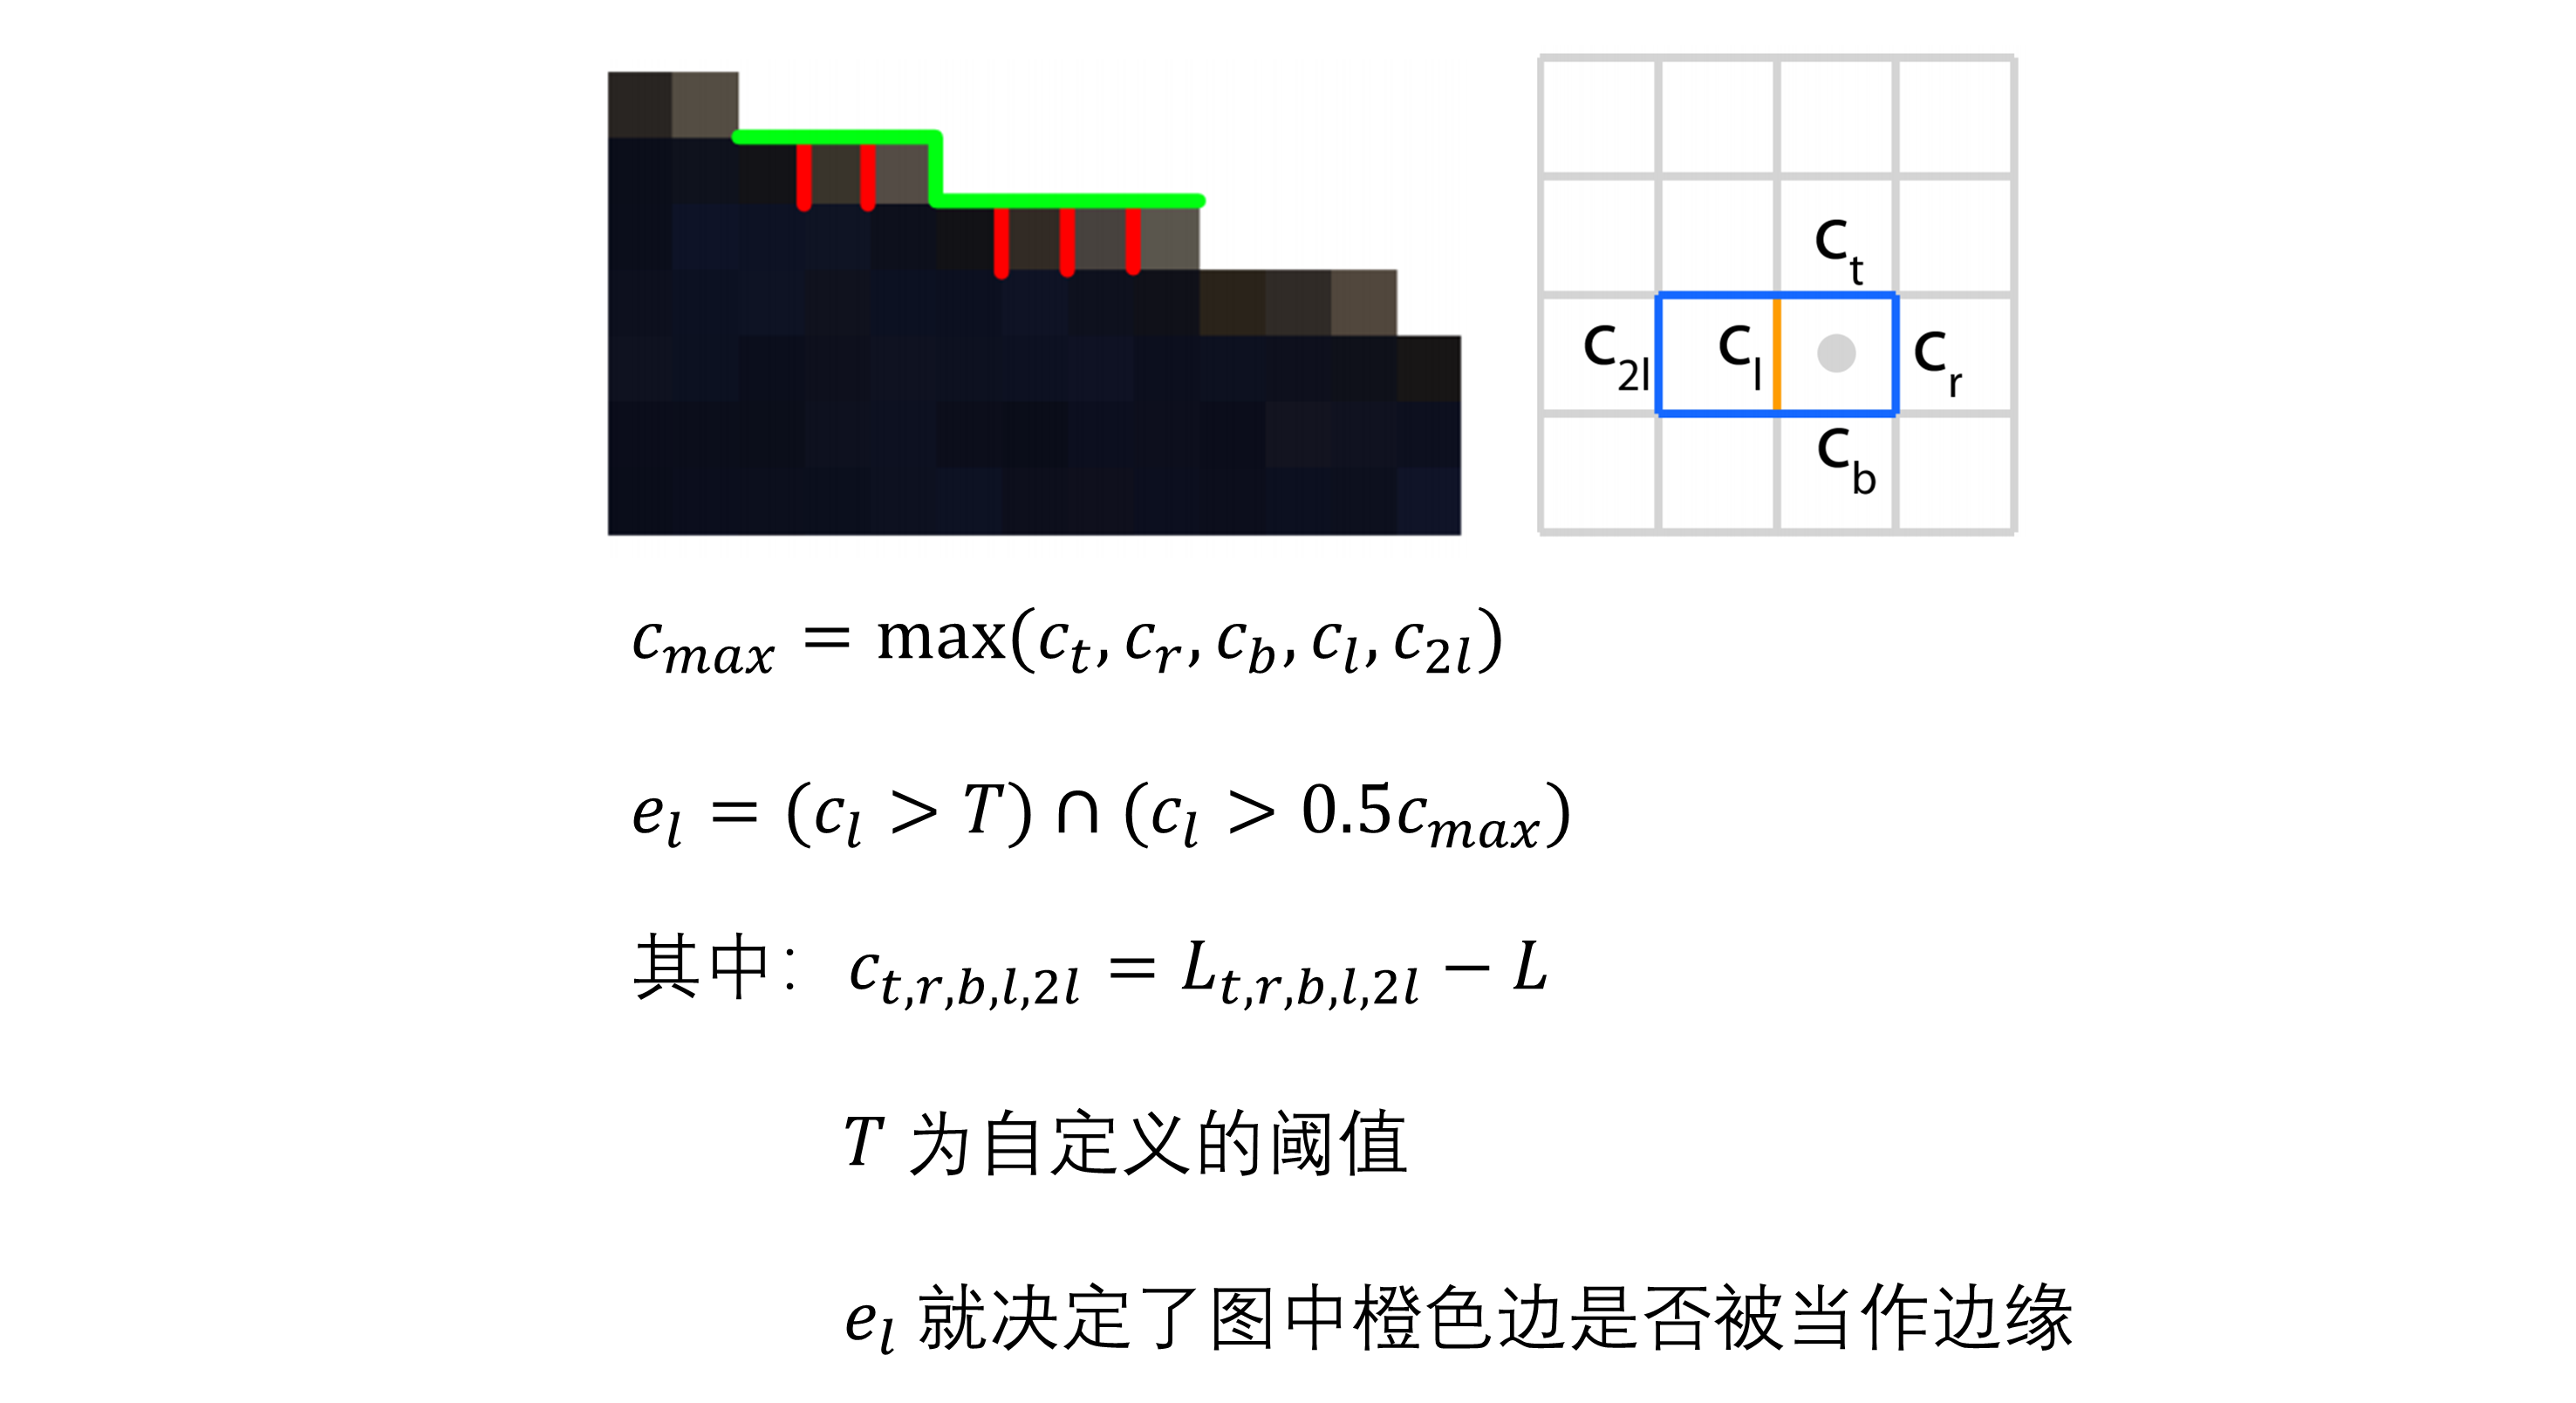 c_t
c_2l c_l c_r
c_b
c_max = max(c_t, c_r, c_b, c_l, c_2l)
e_l = (c_l > T) ∩ (c_l > 0.5c_max)
其中： c_t,r,b,l,2l = L_t,r,b,l,2l − L
T 为自定义的阈值
e_l 就决定了图中橙色边是否被当作边缘